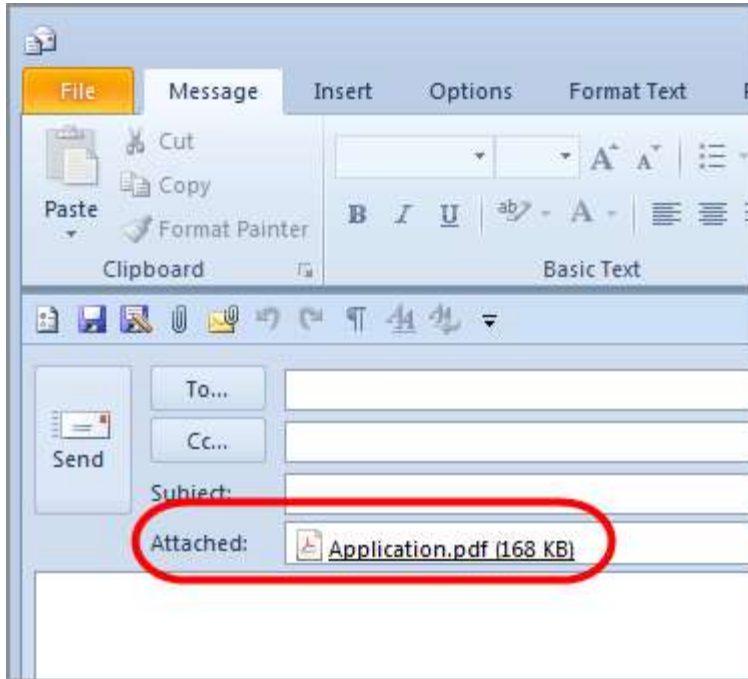 File Message Insert Options Format Text
Cut
Copy
Paste
Format Painter
B I U ab A
Clipboard Basic Text
To...
Cc...
Send
Subject:
Attached: Application.pdf (168 KB)